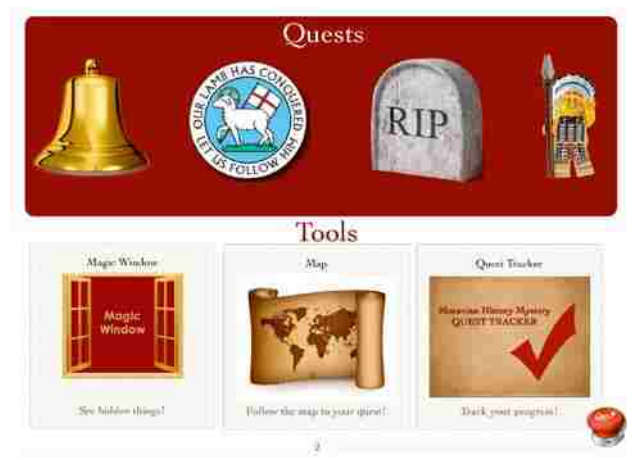 Quests
OUR LAMB HAS CONQUERED
LET US FOLLOW HIM
RIP
Tools
Magic Window
Map
Quest Tracker
Magic
Window
Moravian History Mystery
QUEST TRACKER
See hidden things!
Follow the map to your quest!
Track your progress!
2